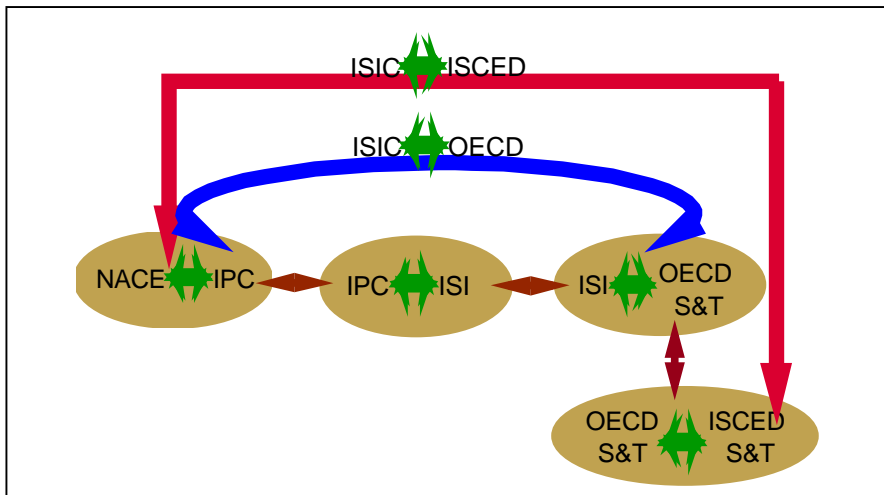 ISIC ISCED
ISIC OECD
NACE IPC
IPC ISI
ISI OECD
S&T
OECD ISCED
S&T S&T